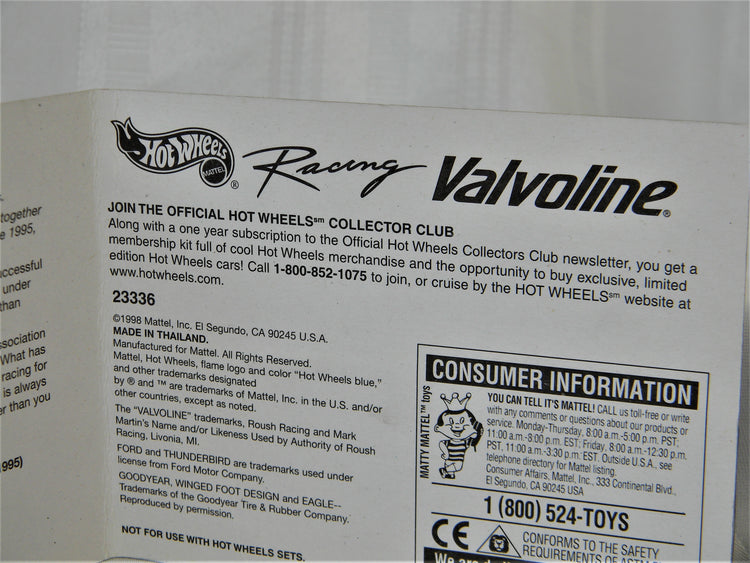 together
e 1995,
ccessful
under
than
ssociation
What has
racing for
is always
er than you
1995)
HOT WHEELS
MATTEL
®
Racing
Valvoline®
JOIN THE OFFICIAL HOT WHEELS℠ COLLECTOR CLUB
Along with a one year subscription to the Official Hot Wheels Collectors Club newsletter, you get a
membership kit full of cool Hot Wheels merchandise and the opportunity to buy exclusive, limited
edition Hot Wheels cars! Call 1-800-852-1075 to join, or cruise by the HOT WHEELS℠ website at
www.hotwheels.com.
23336
©1998 Mattel, Inc. El Segundo, CA 90245 U.S.A.
MADE IN THAILAND.
Manufactured for Mattel. All Rights Reserved.
Mattel, Hot Wheels, flame logo and color "Hot Wheels blue,"
and other trademarks designated
by ® and ™ are trademarks of Mattel, Inc. in the U.S. and/or
other countries, except as noted.
The "VALVOLINE" trademarks, Roush Racing and Mark
Martin's Name and/or Likeness Used by Authority of Roush
Racing, Livonia, MI.
FORD and THUNDERBIRD are trademarks used under
license from Ford Motor Company.
GOODYEAR, WINGED FOOT DESIGN and EAGLE--
Trademarks of the Goodyear Tire & Rubber Company.
Reproduced by permission.
NOT FOR USE WITH HOT WHEELS SETS.
CONSUMER INFORMATION
MATTY MATTEL™ toys
YOU CAN TELL IT'S MATTEL! CALL us toll-free or write
with any comments or questions about our products or
service. Monday-Thursday, 8:00 a.m.-5:00 p.m. PST;
11:00 a.m.-8:00 p.m. EST; Friday, 8:00 a.m.-12:30 p.m.
PST, 11:00 a.m.-3:30 p.m. EST. Outside U.S.A., see
telephone directory for Mattel listing.
Consumer Affairs, Mattel, Inc., 333 Continental Blvd.,
El Segundo, CA 90245 USA
1 (800) 524-TOYS
CE
CONFORMS TO THE SAFETY
REQUIREMENTS OF ASTM
We are